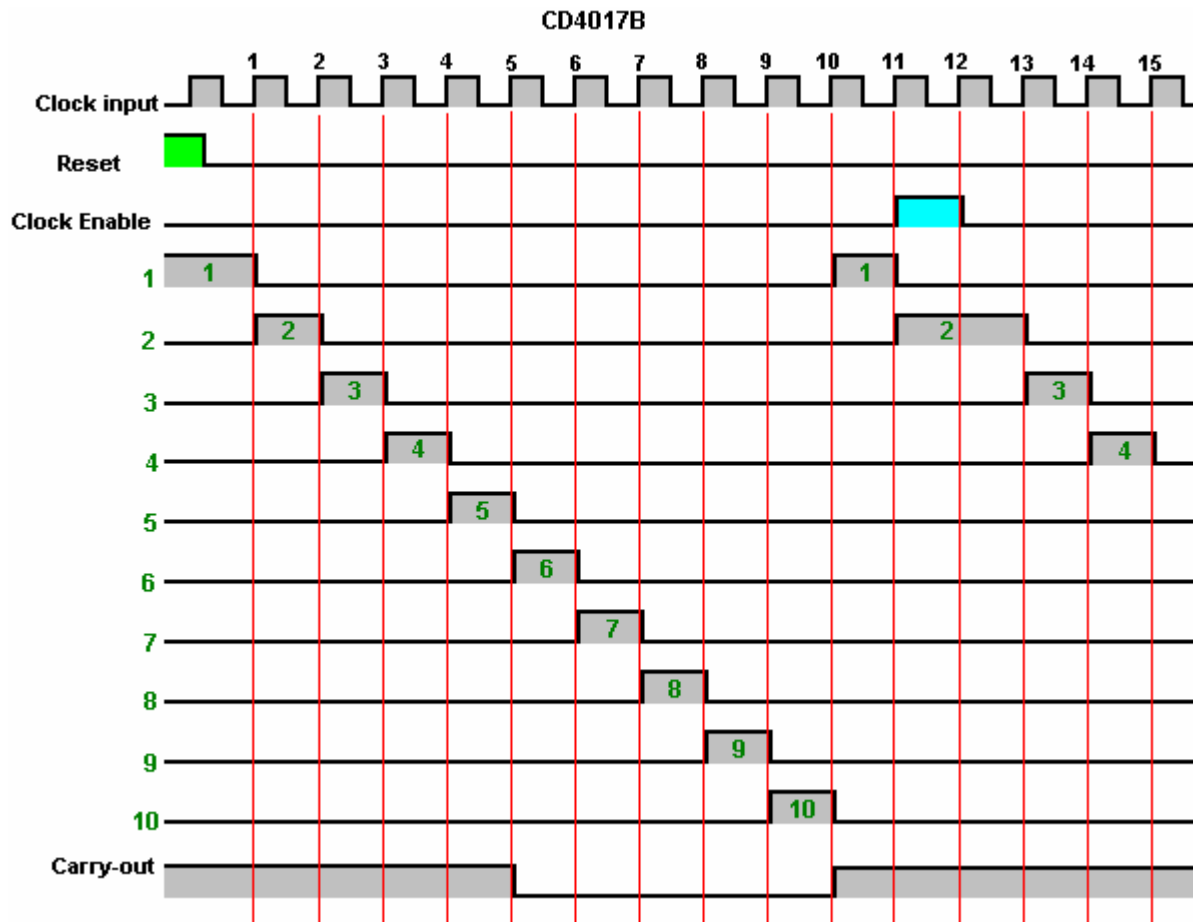 CD4017B
1 2 3 4 5 6 7 8 9 10 11 12 13 14 15
Clock input
Reset
Clock Enable
1 1 1
2 2 2
3 3 3
4 4 4
5 5
6 6
7 7
8 8
9 9
10 10
Carry-out